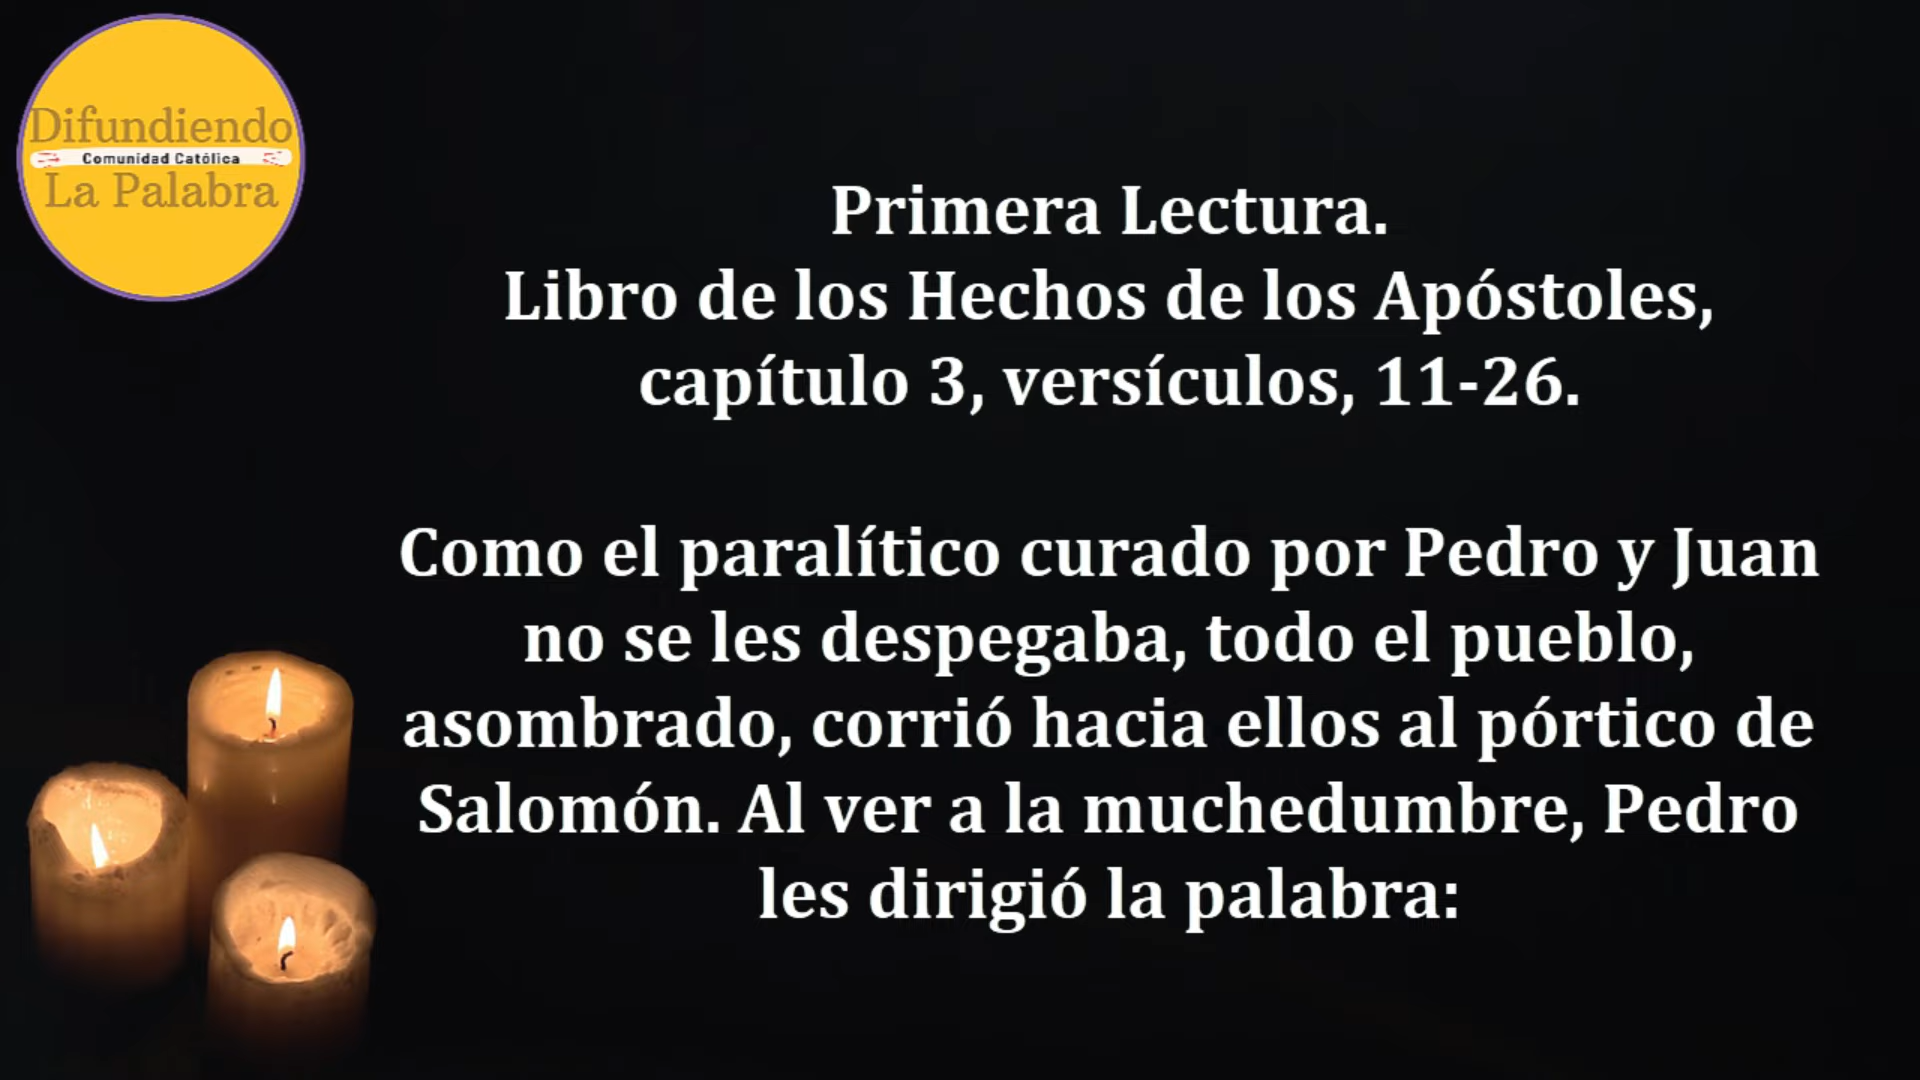 Difundiendo
Comunidad Católica
La Palabra
Primera Lectura.
Libro de los Hechos de los Apóstoles,
capítulo 3, versículos, 11-26.
Como el paralítico curado por Pedro y Juan
no se les despegaba, todo el pueblo,
asombrado, corrió hacia ellos al pórtico de
Salomón. Al ver a la muchedumbre, Pedro
les dirigió la palabra: